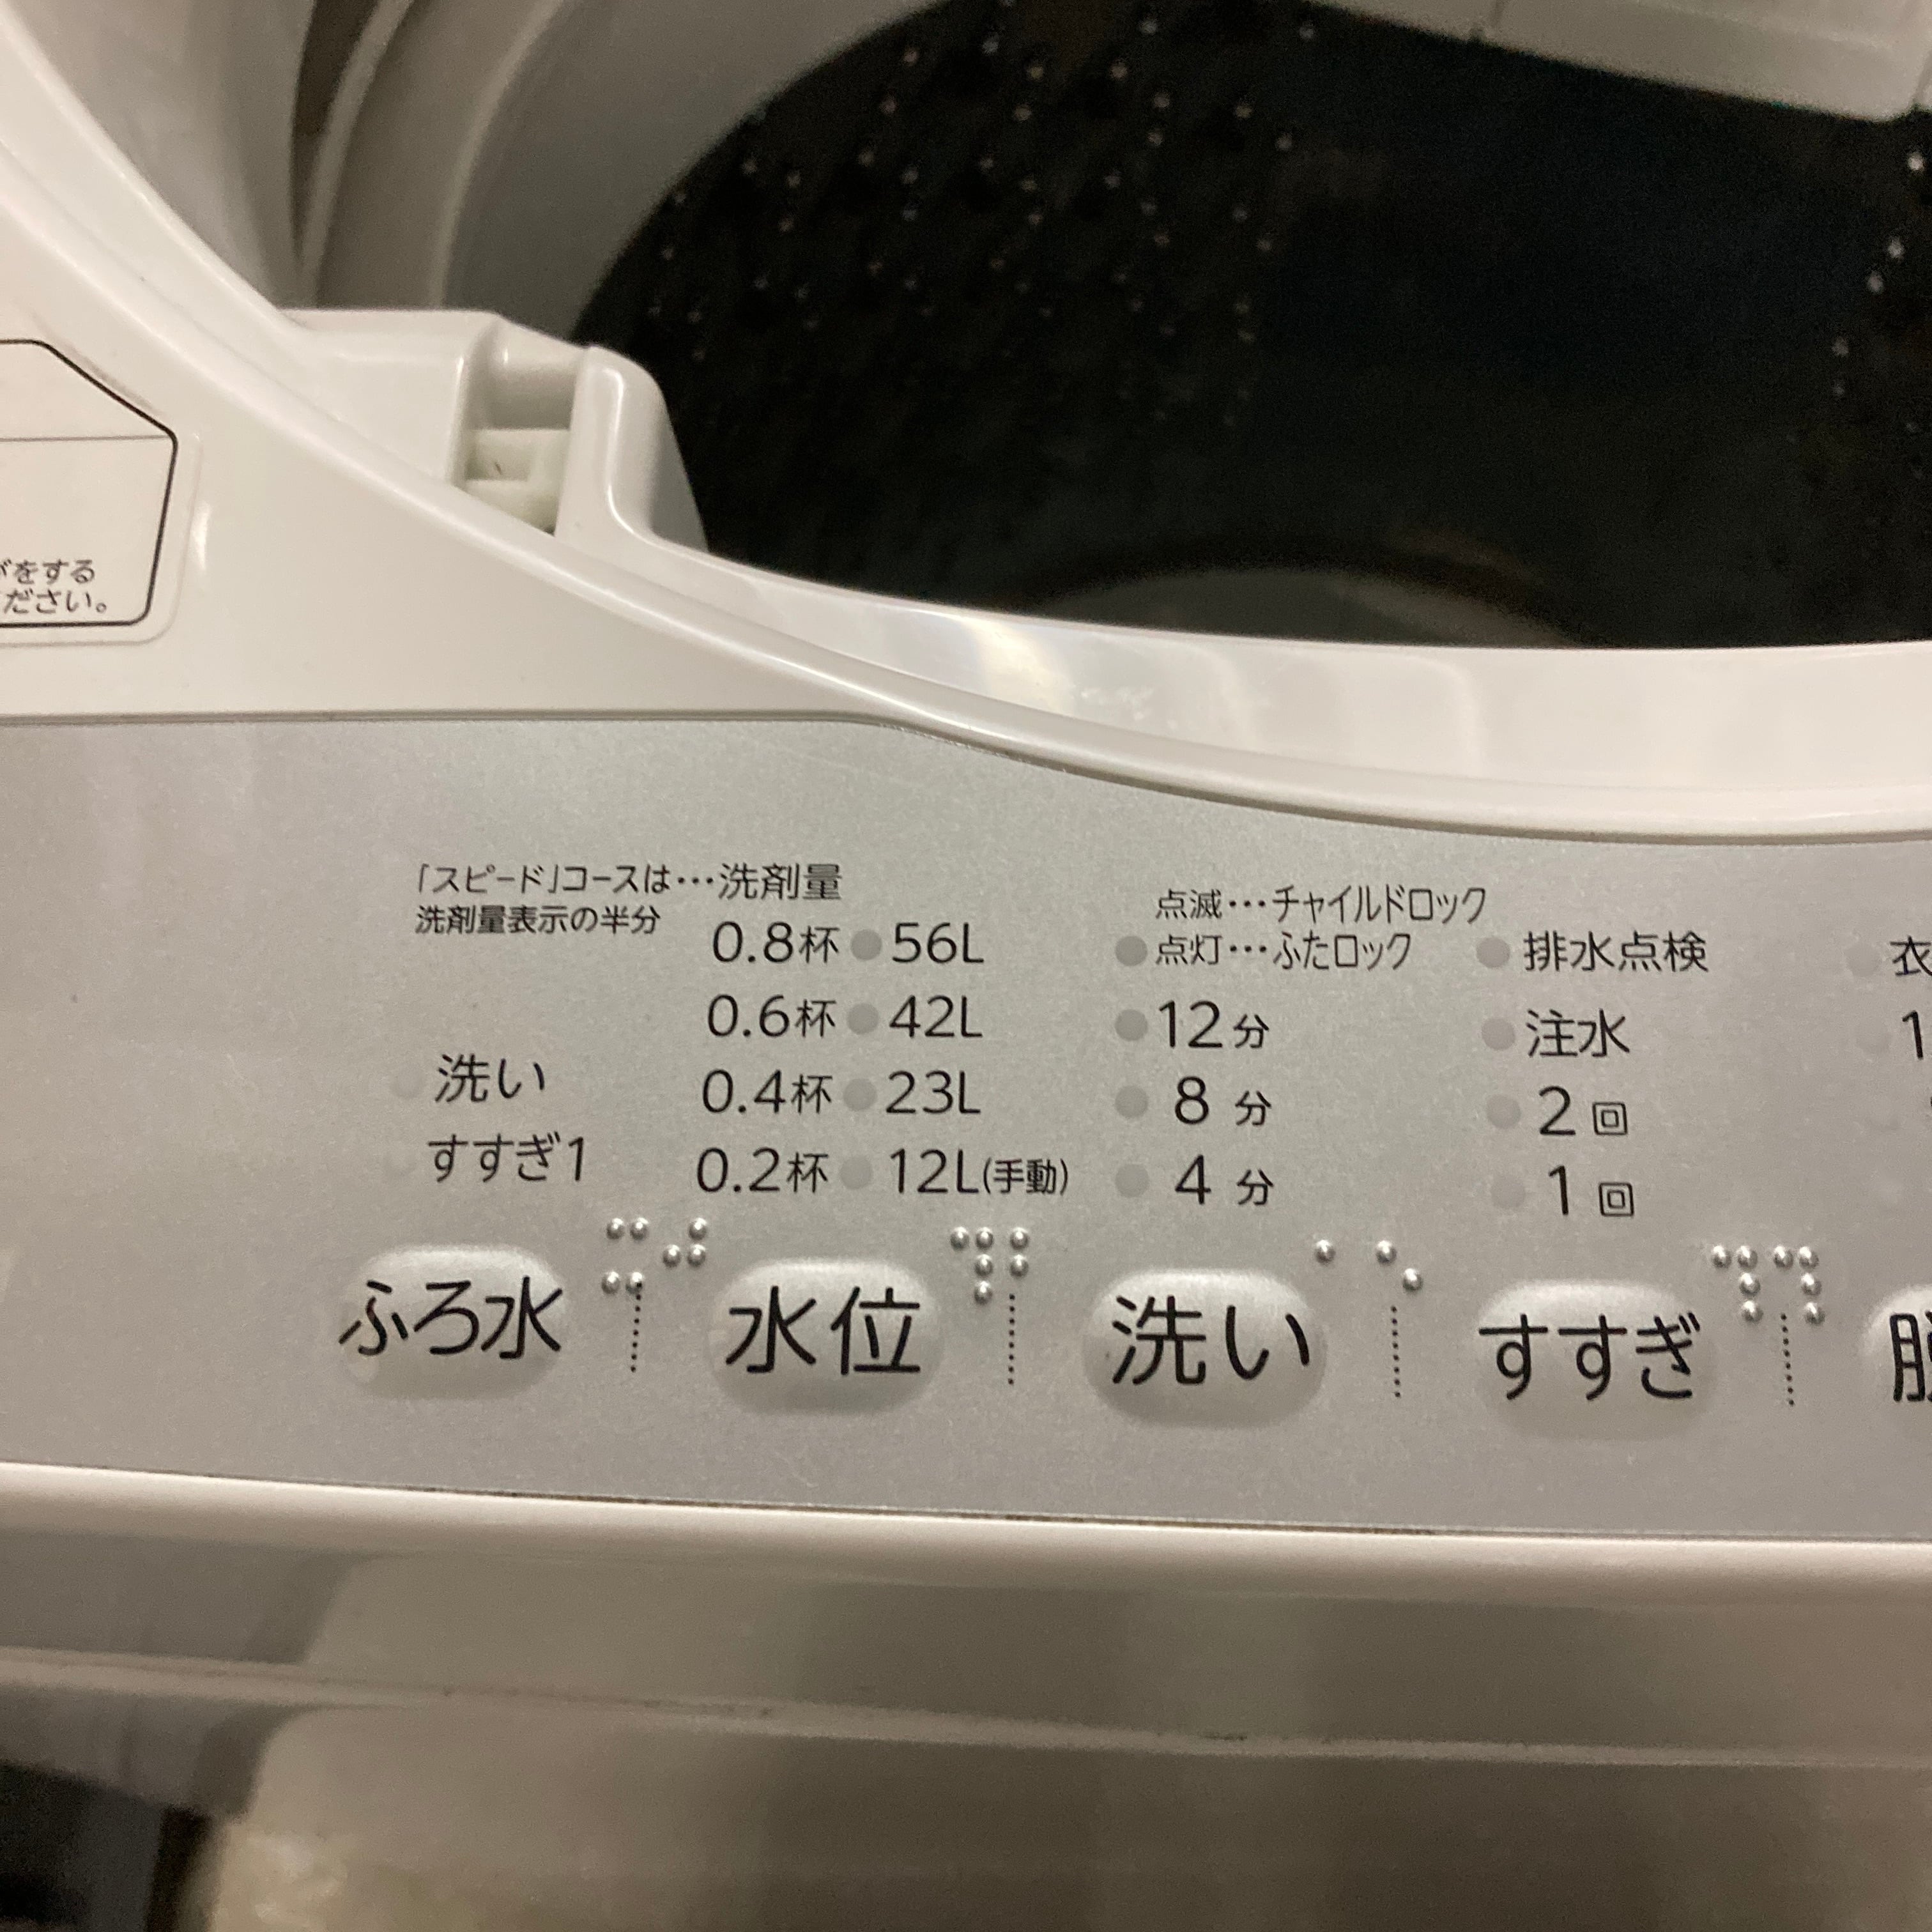 をする
ださい。
「スピード」コースは…洗剤量
洗剤量表示の半分
0.8杯 56L
0.6杯 42L
0.4杯 23L
0.2杯 12L(手動)
洗い
すすぎ1
点滅…チャイルドロック
点灯…ふたロック
12分
8分
4分
排水点検
注水
2回
1回
衣
1
ふろ水
水位
洗い
すすぎ
脱